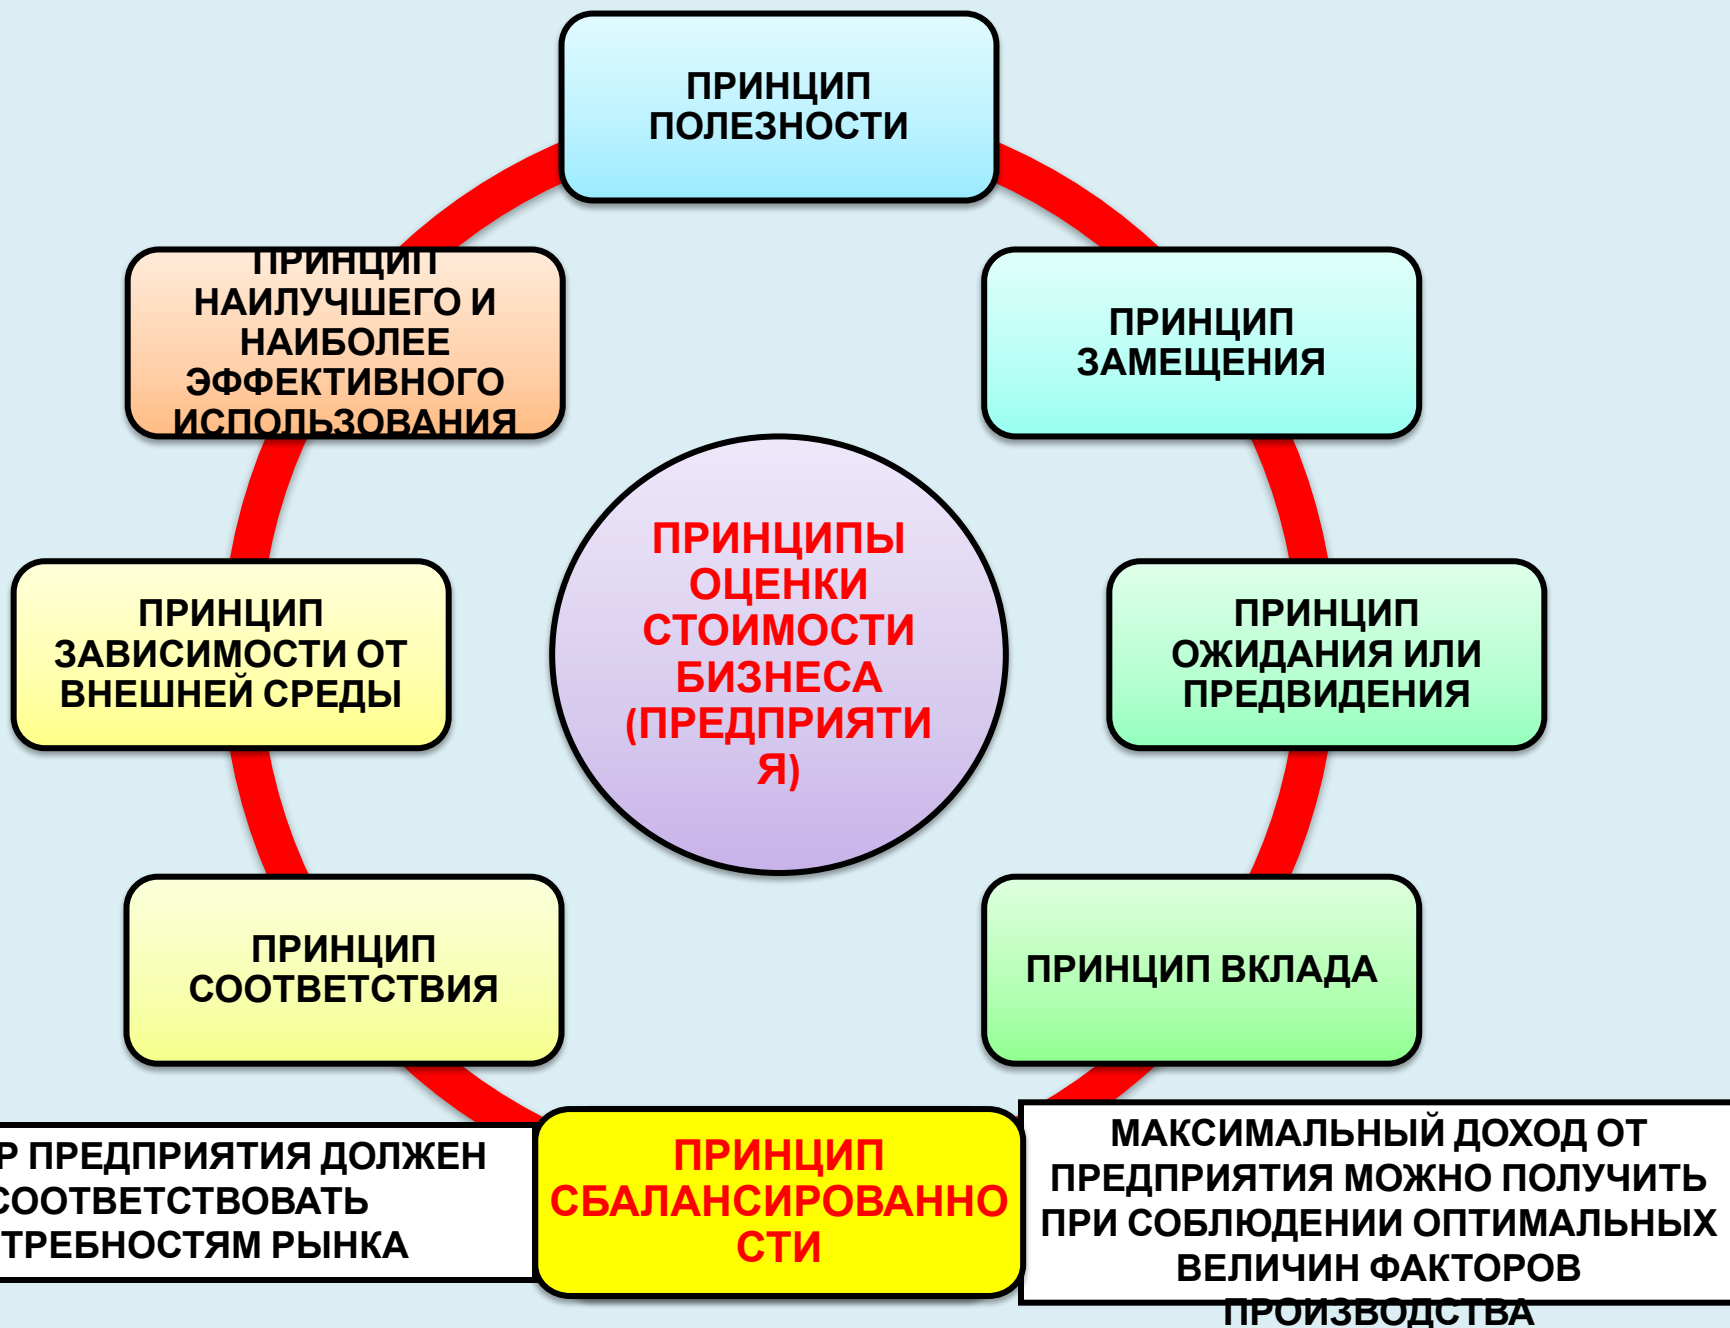 ПРИНЦИП
ПОЛЕЗНОСТИ
ПРИНЦИП
НАИЛУЧШЕГО И
НАИБОЛЕЕ
ЭФФЕКТИВНОГО
ИСПОЛЬЗОВАНИЯ
ПРИНЦИП
ЗАМЕЩЕНИЯ
ПРИНЦИПЫ
ОЦЕНКИ
СТОИМОСТИ
БИЗНЕСА
(ПРЕДПРИЯТИ
Я)
ПРИНЦИП
ЗАВИСИМОСТИ ОТ
ВНЕШНЕЙ СРЕДЫ
ПРИНЦИП
ОЖИДАНИЯ ИЛИ
ПРЕДВИДЕНИЯ
ПРИНЦИП
СООТВЕТСТВИЯ
ПРИНЦИП ВКЛАДА
Р ПРЕДПРИЯТИЯ ДОЛЖЕН
СООТВЕТСТВОВАТЬ
ТРЕБНОСТЯМ РЫНКА
ПРИНЦИП
СБАЛАНСИРОВАННО
СТИ
МАКСИМАЛЬНЫЙ ДОХОД ОТ
ПРЕДПРИЯТИЯ МОЖНО ПОЛУЧИТЬ
ПРИ СОБЛЮДЕНИИ ОПТИМАЛЬНЫХ
ВЕЛИЧИН ФАКТОРОВ
ПРОИЗВОДСТВА